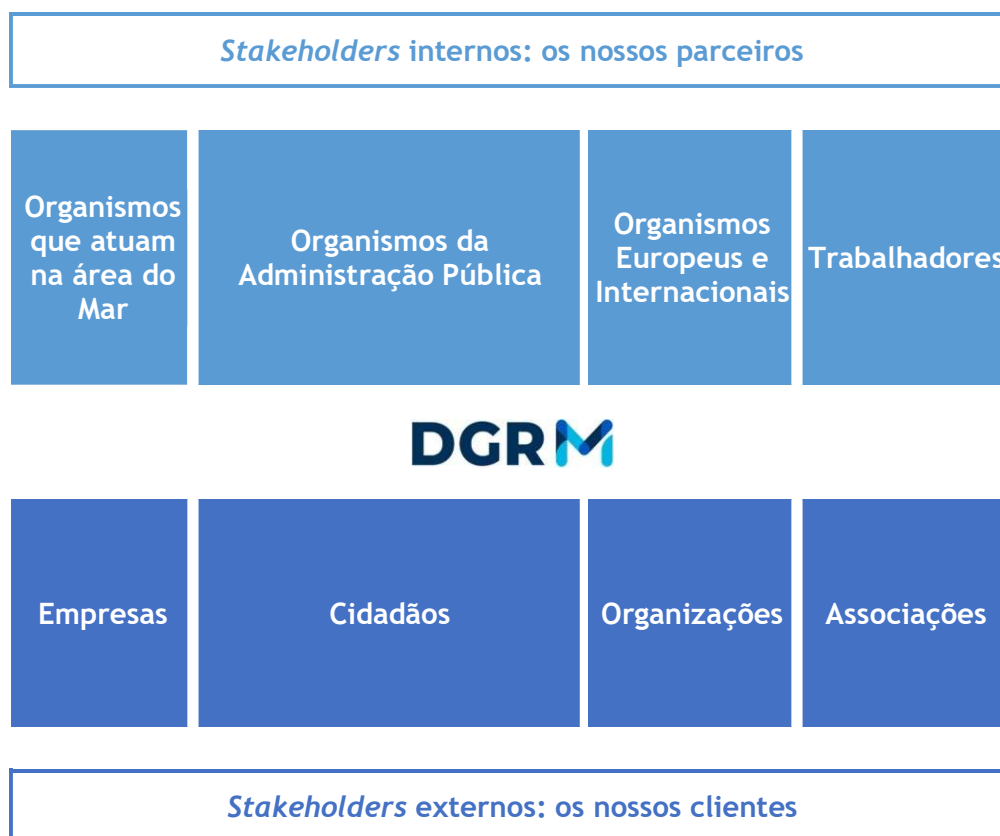 Stakeholders internos: os nossos parceiros
Organismos
que atuam
na área do
Mar
Organismos da
Administração Pública
Organismos
Europeus e
Internacionais
Trabalhadores
DGRM
Empresas
Cidadãos
Organizações
Associações
Stakeholders externos: os nossos clientes